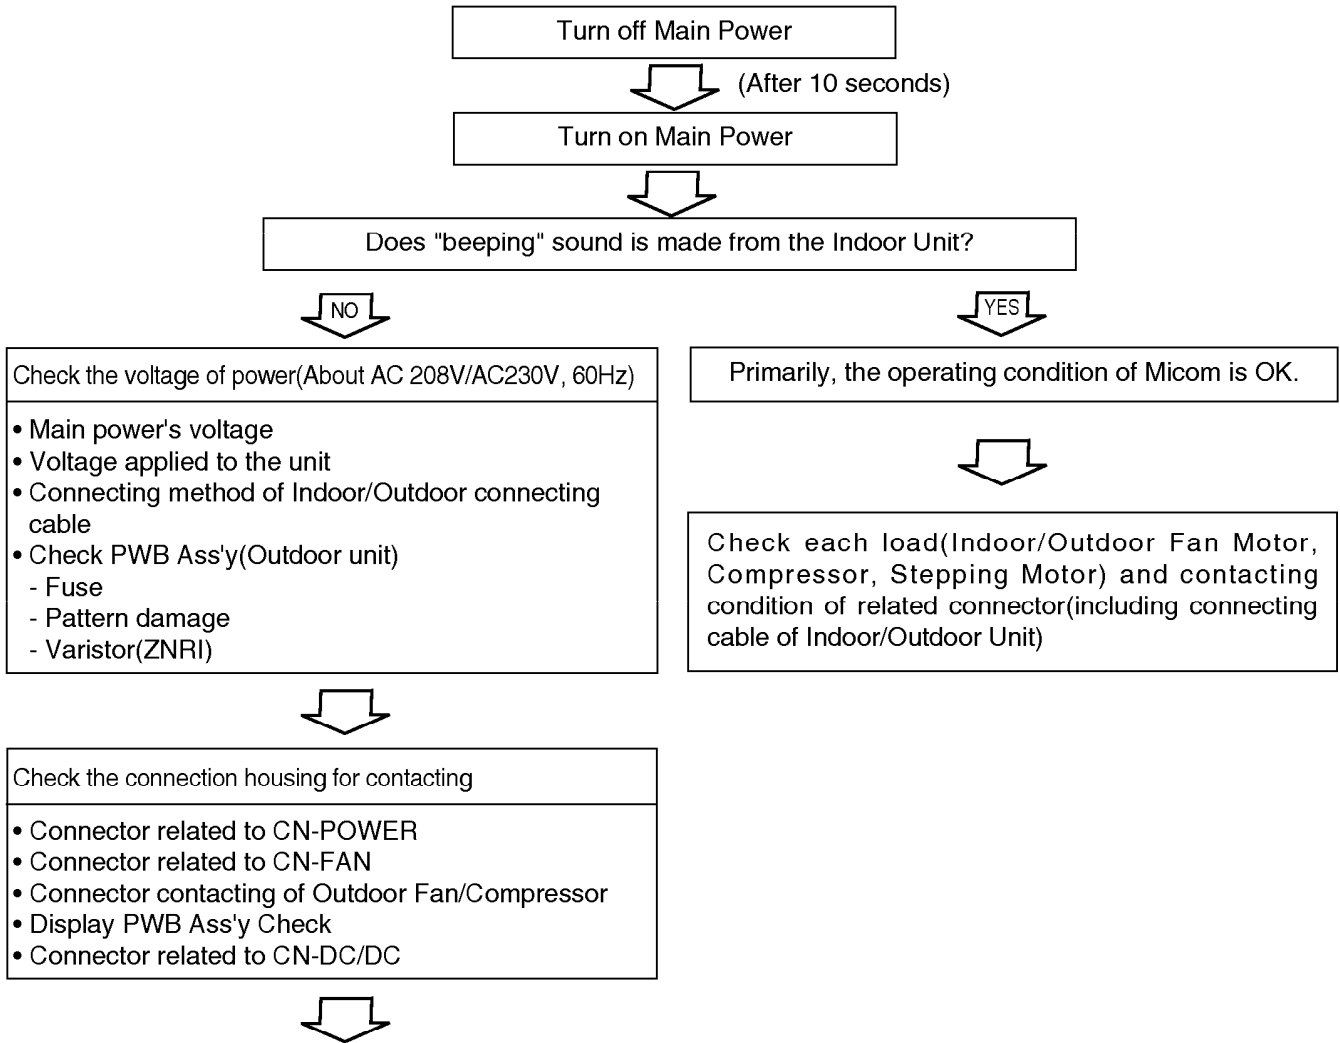 Turn off Main Power
(After 10 seconds)
Turn on Main Power
Does "beeping" sound is made from the Indoor Unit?
NO
YES
Check the voltage of power(About AC 208V/AC230V, 60Hz)
• Main power's voltage
• Voltage applied to the unit
• Connecting method of Indoor/Outdoor connecting
cable
• Check PWB Ass'y(Outdoor unit)
- Fuse
- Pattern damage
- Varistor(ZNRI)
Primarily, the operating condition of Micom is OK.
Check each load(Indoor/Outdoor Fan Motor,
Compressor, Stepping Motor) and contacting
condition of related connector(including connecting
cable of Indoor/Outdoor Unit)
Check the connection housing for contacting
• Connector related to CN-POWER
• Connector related to CN-FAN
• Connector contacting of Outdoor Fan/Compressor
• Display PWB Ass'y Check
• Connector related to CN-DC/DC